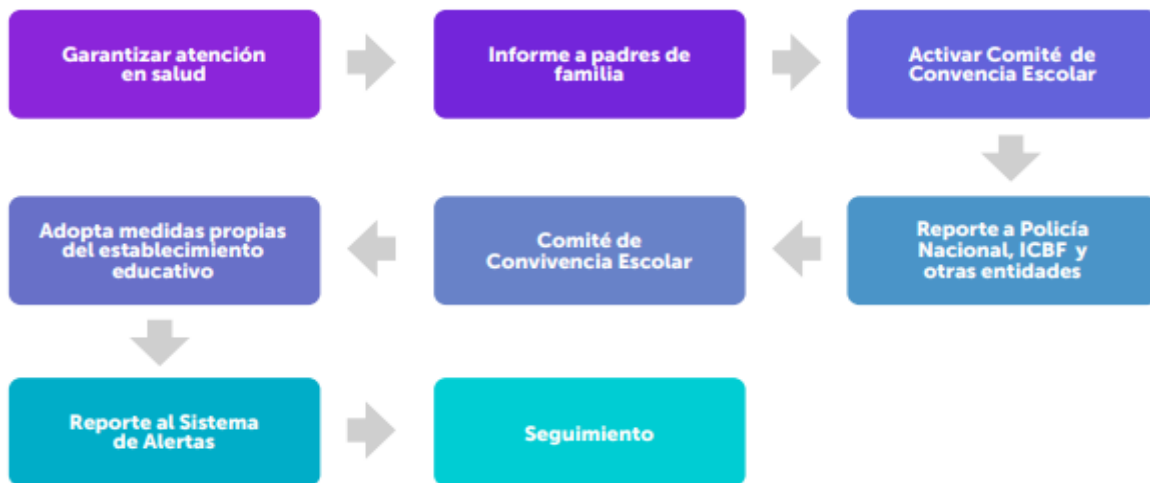 Garantizar atención
en salud
Informe a padres de
familia
Activar Comité de
Convencia Escolar
Reporte a Policía
Nacional, ICBF y
otras entidades
Comité de
Convivencia Escolar
Adopta medidas propias
del establecimiento
educativo
Reporte al Sistema
de Alertas
Seguimiento